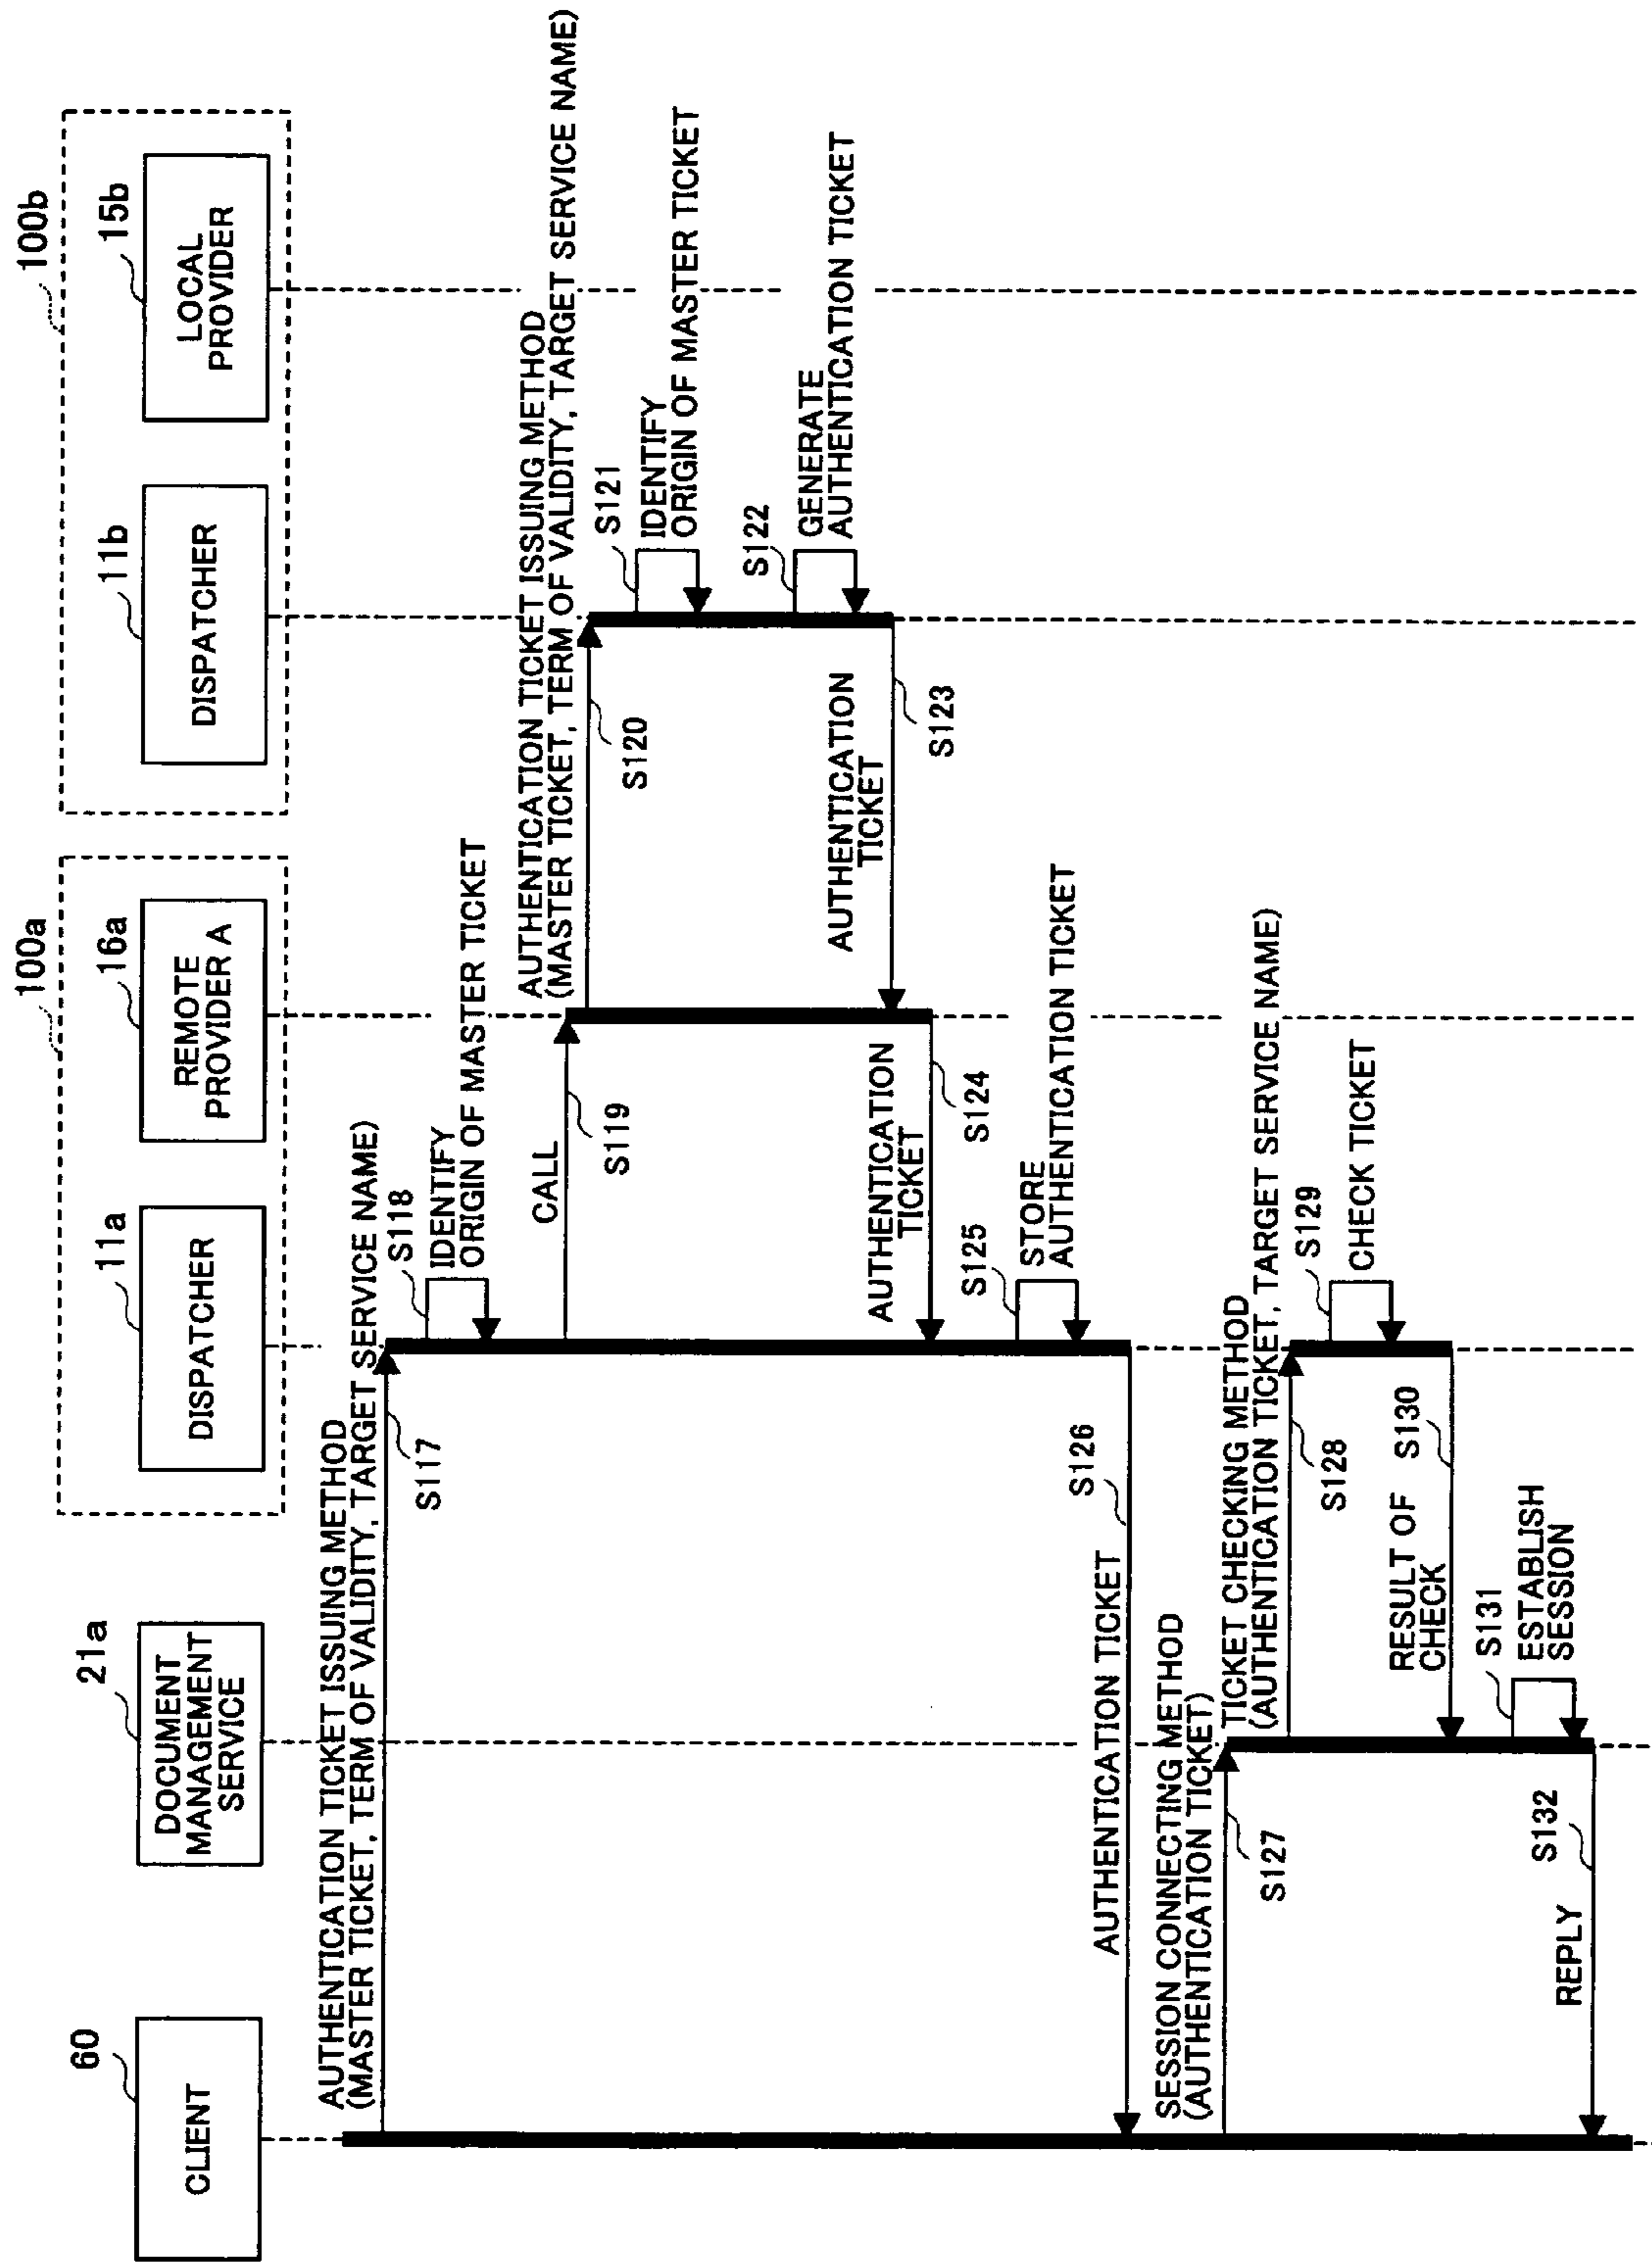 60
CLIENT
21a
DOCUMENT
MANAGEMENT
SERVICE
100a
11a
DISPATCHER
16a
REMOTE
PROVIDER A
100b
11b
DISPATCHER
15b
LOCAL
PROVIDER
AUTHENTICATION TICKET ISSUING METHOD
(MASTER TICKET, TERM OF VALIDITY, TARGET SERVICE NAME)
S117
S118
IDENTIFY
ORIGIN OF MASTER TICKET
CALL
S119
AUTHENTICATION TICKET ISSUING METHOD
(MASTER TICKET, TERM OF VALIDITY, TARGET SERVICE NAME)
S120
S121
IDENTIFY
ORIGIN OF MASTER TICKET
S122
GENERATE
AUTHENTICATION TICKET
AUTHENTICATION
TICKET
S123
AUTHENTICATION
TICKET
S124
S125
STORE
AUTHENTICATION TICKET
AUTHENTICATION TICKET
S126
SESSION CONNECTING METHOD
(AUTHENTICATION TICKET)
S127
TICKET CHECKING METHOD
(AUTHENTICATION TICKET, TARGET SERVICE NAME)
S128
S129
CHECK TICKET
RESULT OF
CHECK
S130
S131
ESTABLISH
SESSION
REPLY
S132